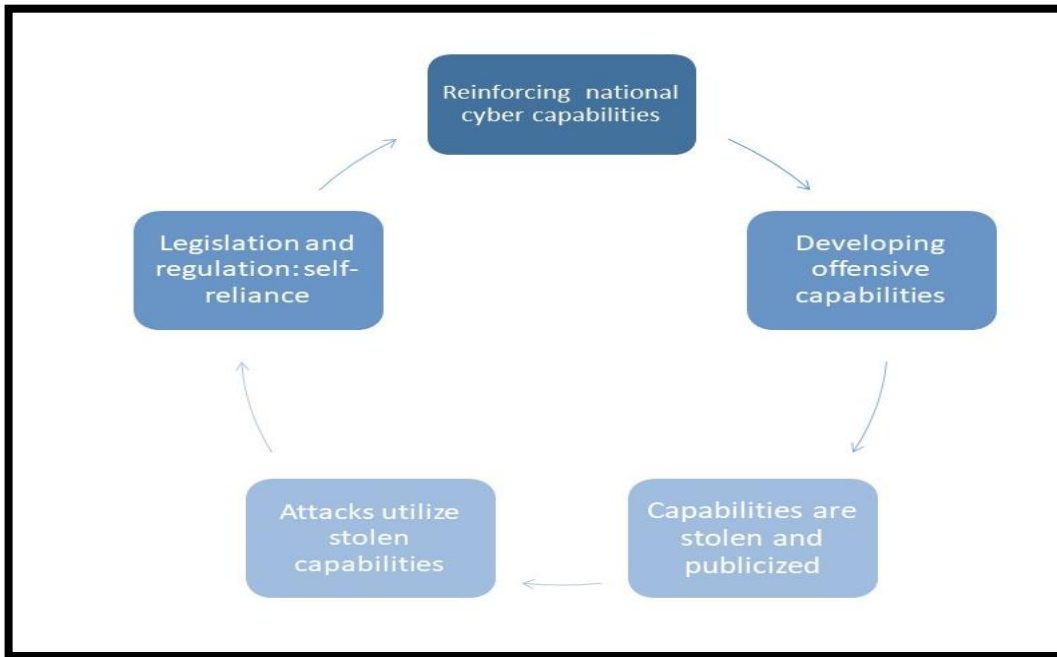 Reinforcing national
cyber capabilities
Developing
offensive
capabilities
Capabilities are
stolen and
publicized
Attacks utilize
stolen
capabilities
Legislation and
regulation: self-
reliance